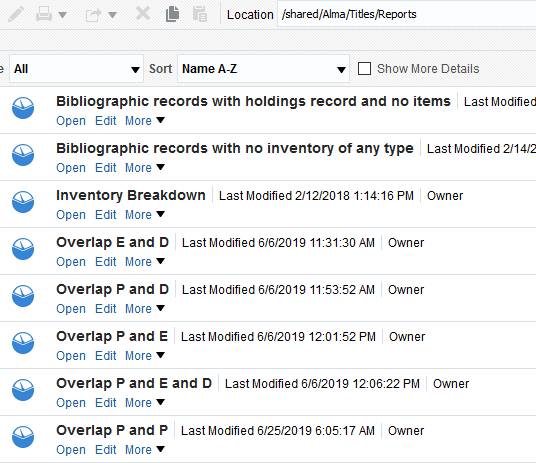 Location /shared/Alma/Titles/Reports
All Sort Name A-Z Show More Details
Bibliographic records with holdings record and no items Last Modified
Open Edit More
Bibliographic records with no inventory of any type Last Modified 2/14/2
Open Edit More
Inventory Breakdown Last Modified 2/12/2018 1:14:16 PM Owner
Open Edit More
Overlap E and D Last Modified 6/6/2019 11:31:30 AM Owner
Open Edit More
Overlap P and D Last Modified 6/6/2019 11:53:52 AM Owner
Open Edit More
Overlap P and E Last Modified 6/6/2019 12:01:52 PM Owner
Open Edit More
Overlap P and E and D Last Modified 6/6/2019 12:06:22 PM Owner
Open Edit More
Overlap P and P Last Modified 6/25/2019 6:05:17 AM Owner
Open Edit More